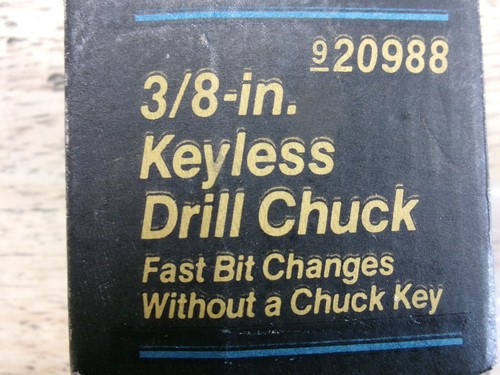 920988
3/8-in.
Keyless
Drill Chuck
Fast Bit Changes
Without a Chuck Key